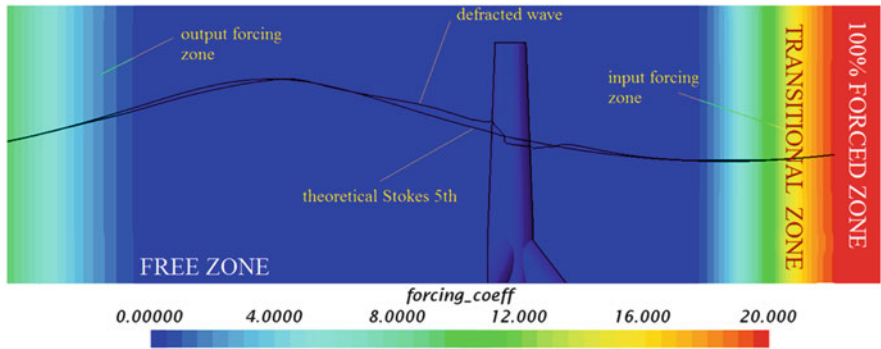 output forcing
zone
defracted wave
input forcing
zone
theoretical Stokes 5th
FREE ZONE
TRANSITIONAL ZONE
100% FORCED ZONE
forcing_coeff
0.00000 4.0000 8.0000 12.000 16.000 20.000